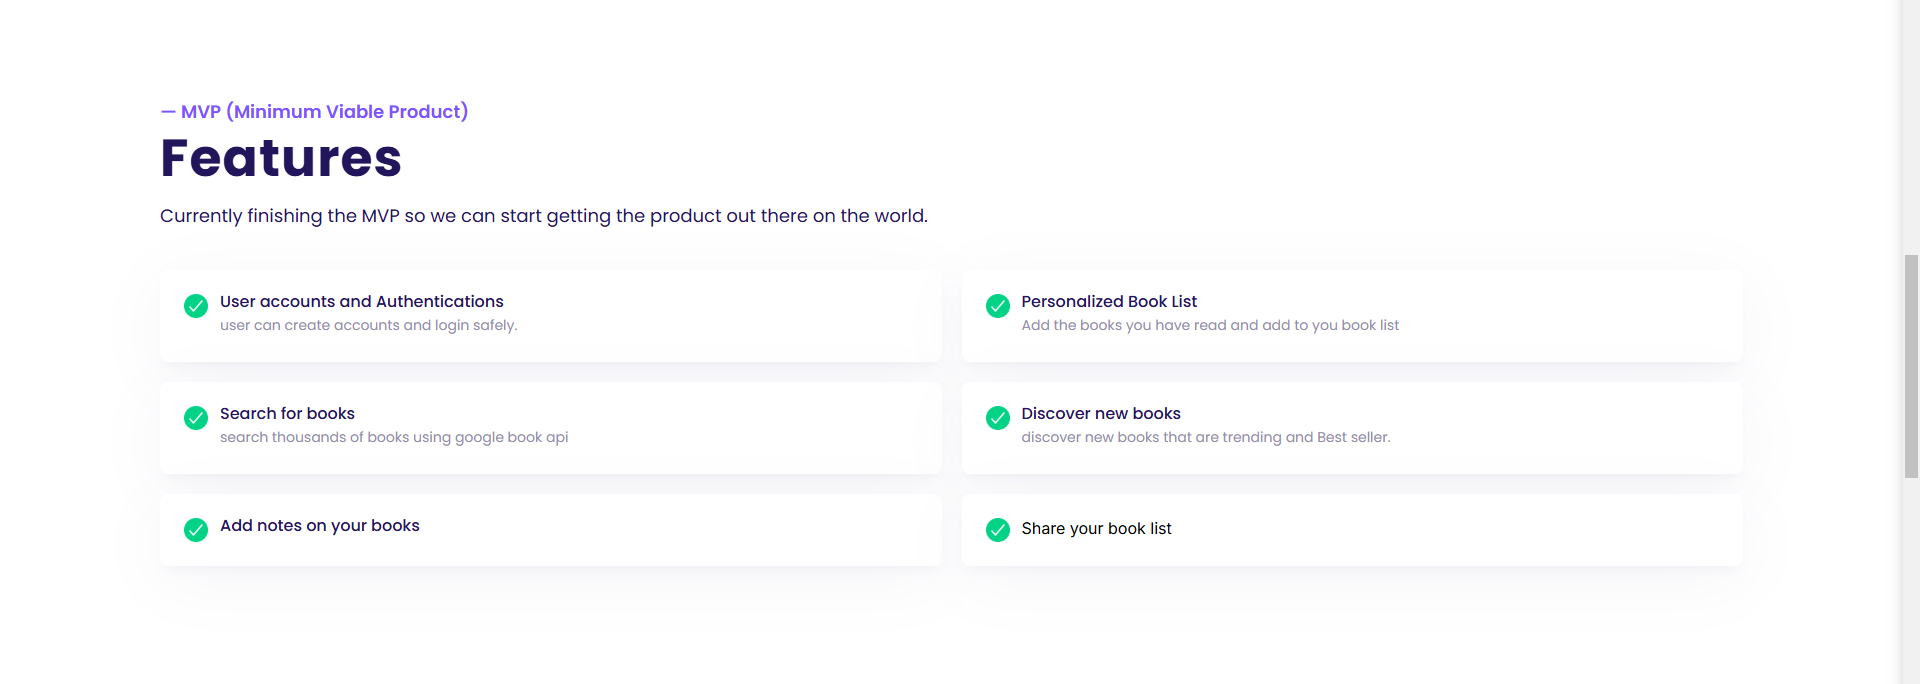 — MVP (Minimum Viable Product)
Features
Currently finishing the MVP so we can start getting the product out there on the world.
User accounts and Authentications
user can create accounts and login safely.
Personalized Book List
Add the books you have read and add to you book list
Search for books
search thousands of books using google book api
Discover new books
discover new books that are trending and Best seller.
Add notes on your books
Share your book list